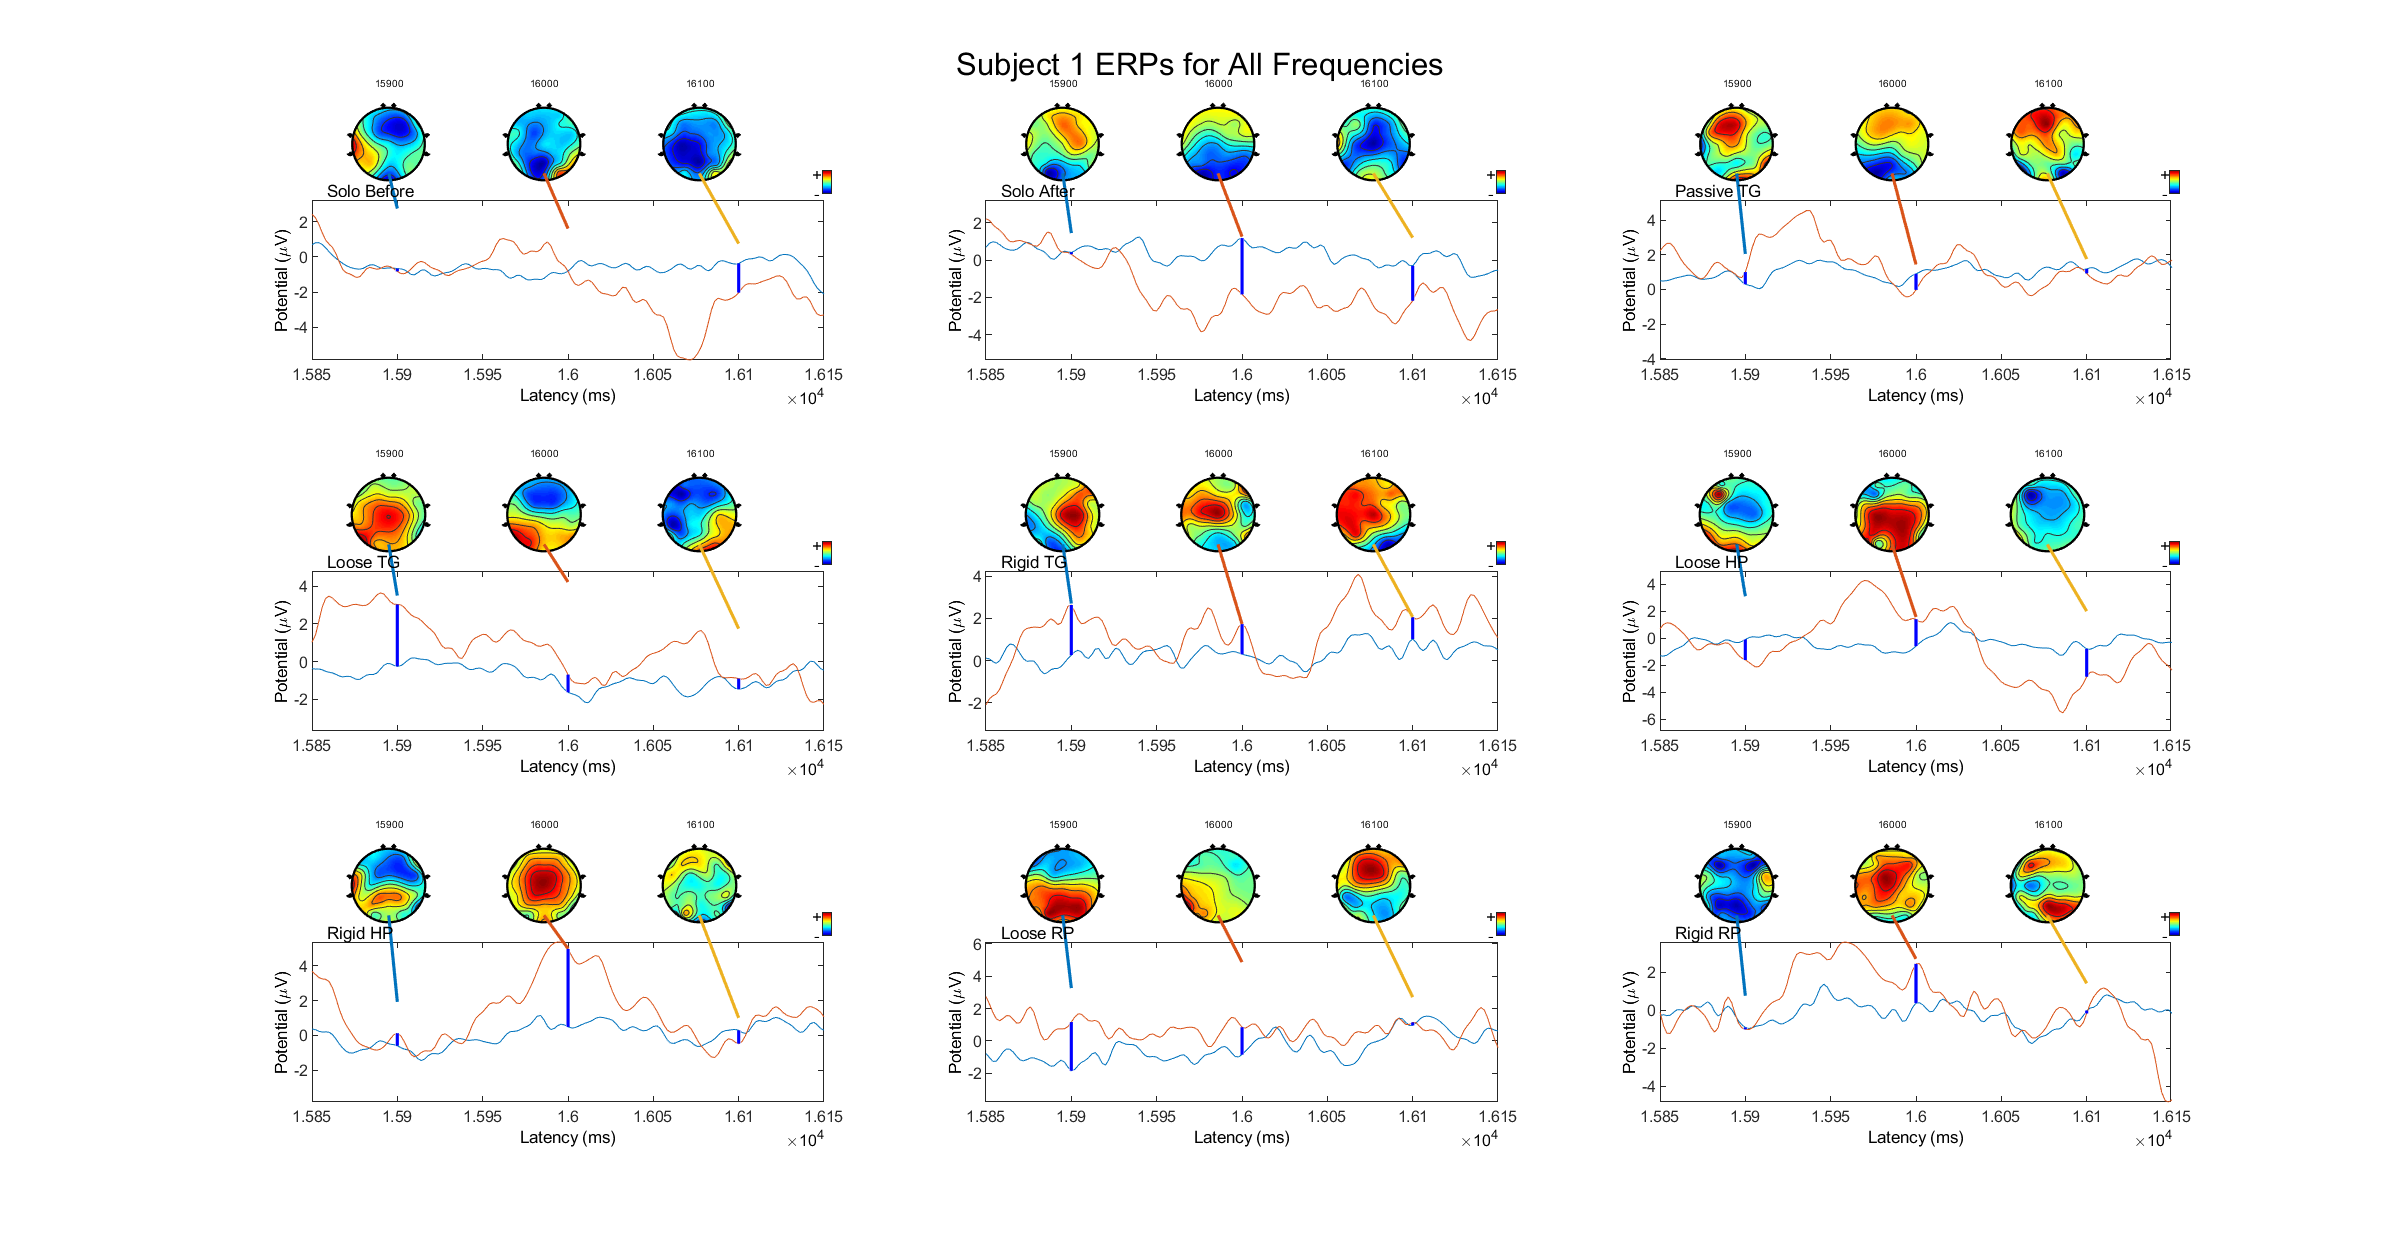 Subject 1 ERPs for All Frequencies
15900 16000 16100
+
-
Solo Before
Potential (μV)
2
0
-2
-4
1.585 1.59 1.595 1.6 1.605 1.61 1.615
Latency (ms)
×10^4
15900 16000 16100
+
-
Solo After
Potential (μV)
2
0
-2
-4
1.585 1.59 1.595 1.6 1.605 1.61 1.615
Latency (ms)
×10^4
15900 16000 16100
+
-
Passive TG
Potential (μV)
4
2
0
-2
-4
1.585 1.59 1.595 1.6 1.605 1.61 1.615
Latency (ms)
×10^4
15900 16000 16100
+
-
Loose TG
Potential (μV)
4
2
0
-2
1.585 1.59 1.595 1.6 1.605 1.61 1.615
Latency (ms)
×10^4
15900 16000 16100
+
-
Rigid TG
Potential (μV)
4
2
0
-2
1.585 1.59 1.595 1.6 1.605 1.61 1.615
Latency (ms)
×10^4
15900 16000 16100
+
-
Loose HP
Potential (μV)
4
2
0
-2
-4
-6
1.585 1.59 1.595 1.6 1.605 1.61 1.615
Latency (ms)
×10^4
15900 16000 16100
+
-
Rigid HP
Potential (μV)
4
2
0
-2
1.585 1.59 1.595 1.6 1.605 1.61 1.615
Latency (ms)
×10^4
15900 16000 16100
+
-
Loose RP
Potential (μV)
6
4
2
0
-2
1.585 1.59 1.595 1.6 1.605 1.61 1.615
Latency (ms)
×10^4
15900 16000 16100
+
-
Rigid RP
Potential (μV)
2
0
-2
-4
1.585 1.59 1.595 1.6 1.605 1.61 1.615
Latency (ms)
×10^4